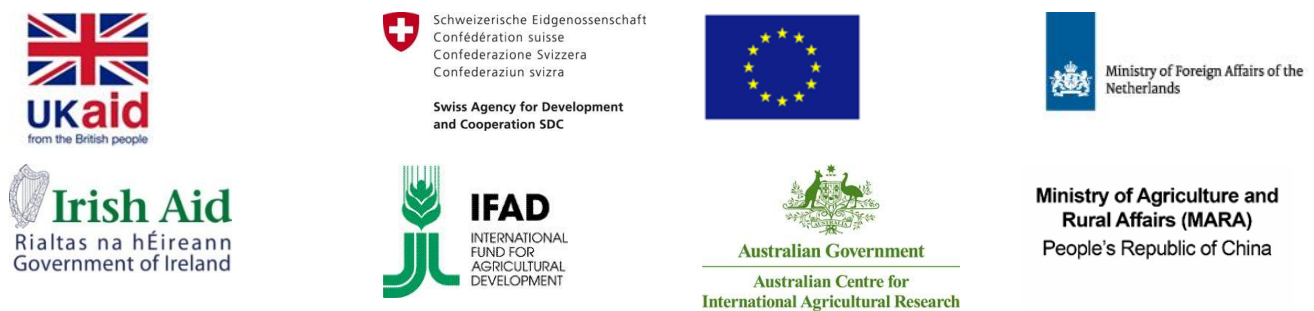 UKaid
from the British people
Schweizerische Eidgenossenschaft
Confédération suisse
Confederazione Svizzera
Confederaziun svizra
Swiss Agency for Development
and Cooperation SDC
Ministry of Foreign Affairs of the
Netherlands
Irish Aid
Rialtas na hÉireann
Government of Ireland
IFAD
INTERNATIONAL
FUND FOR
AGRICULTURAL
DEVELOPMENT
Australian Government
Australian Centre for
International Agricultural Research
Ministry of Agriculture and
Rural Affairs (MARA)
People's Republic of China